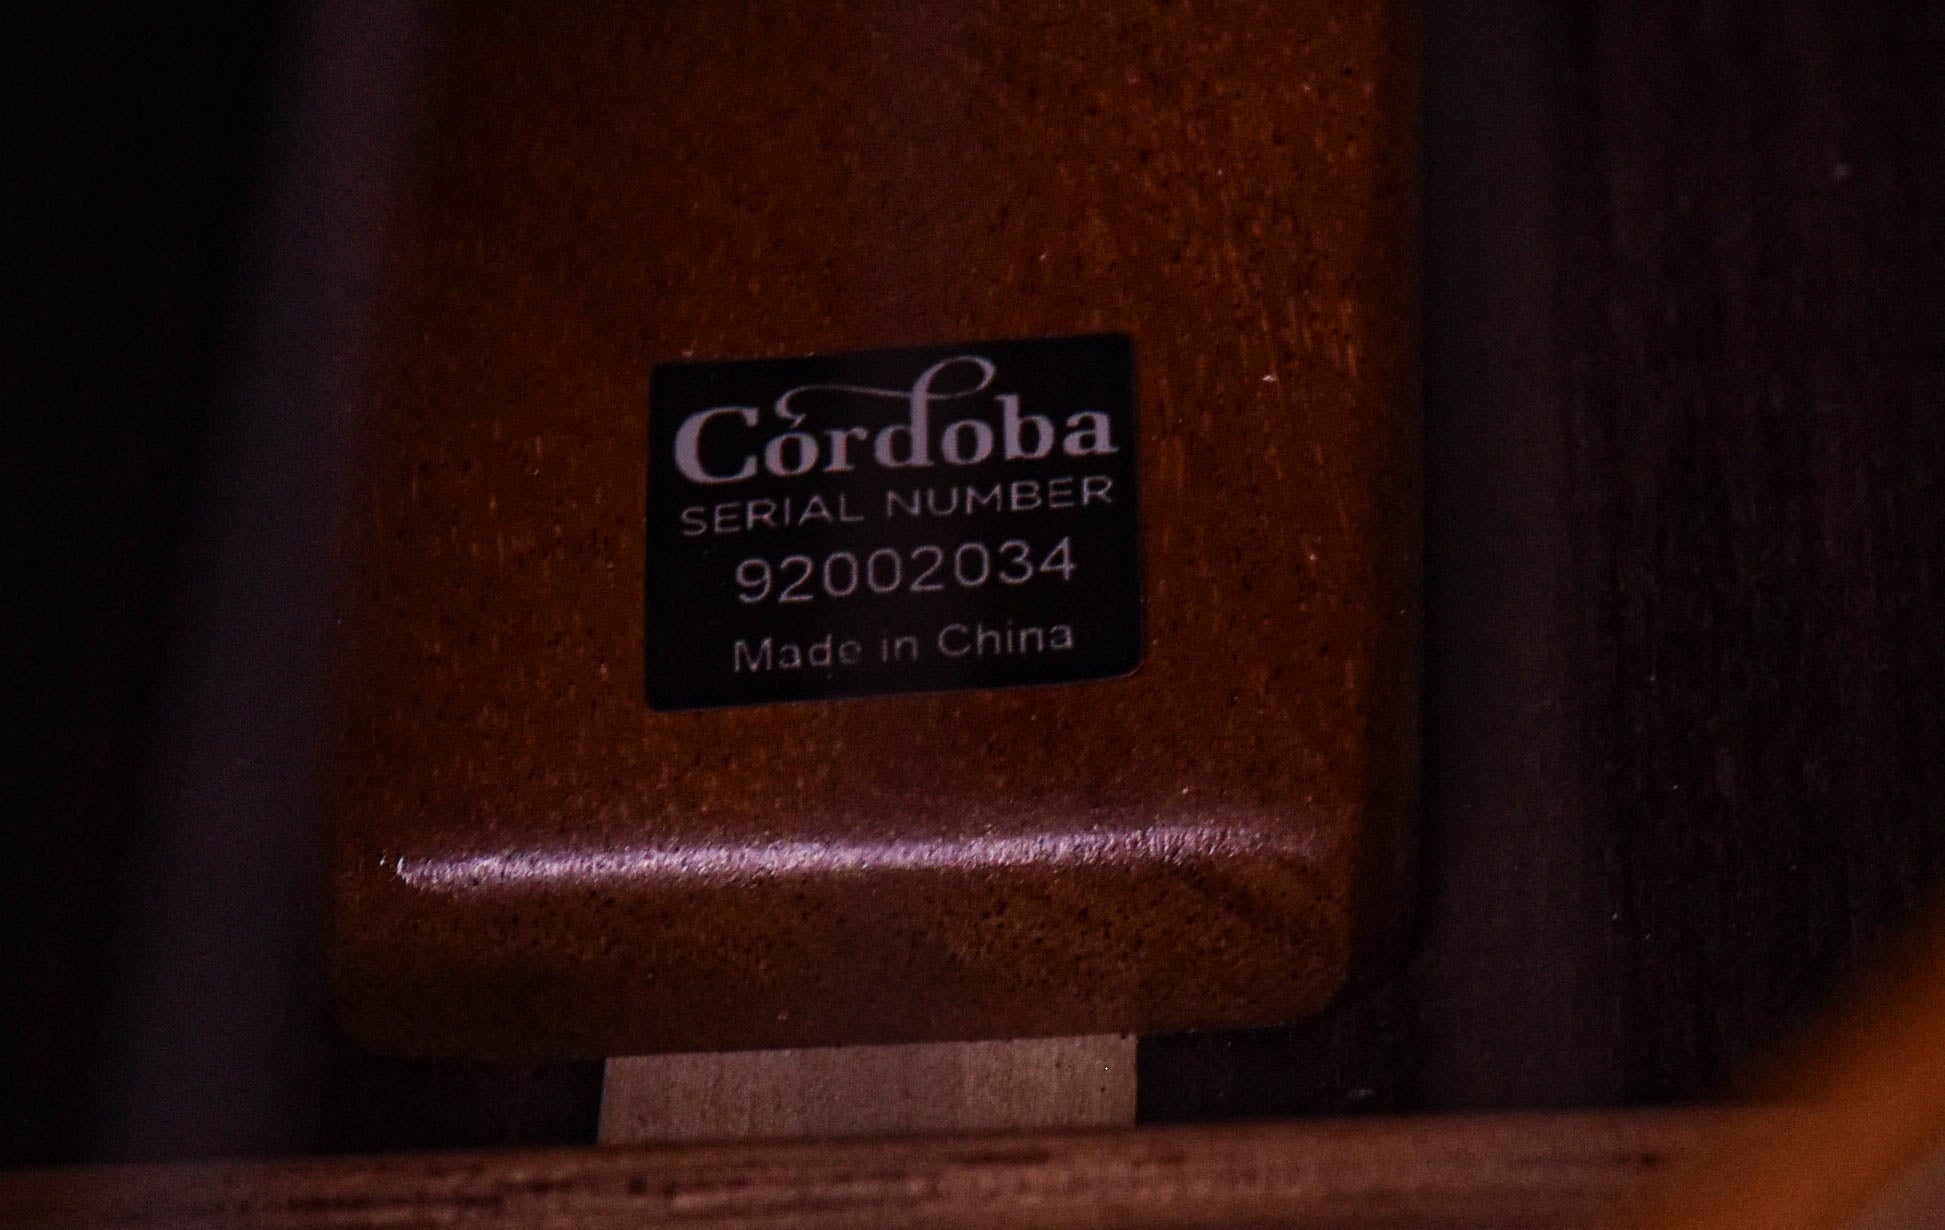 Córdoba
SERIAL NUMBER
92002034
Made in China